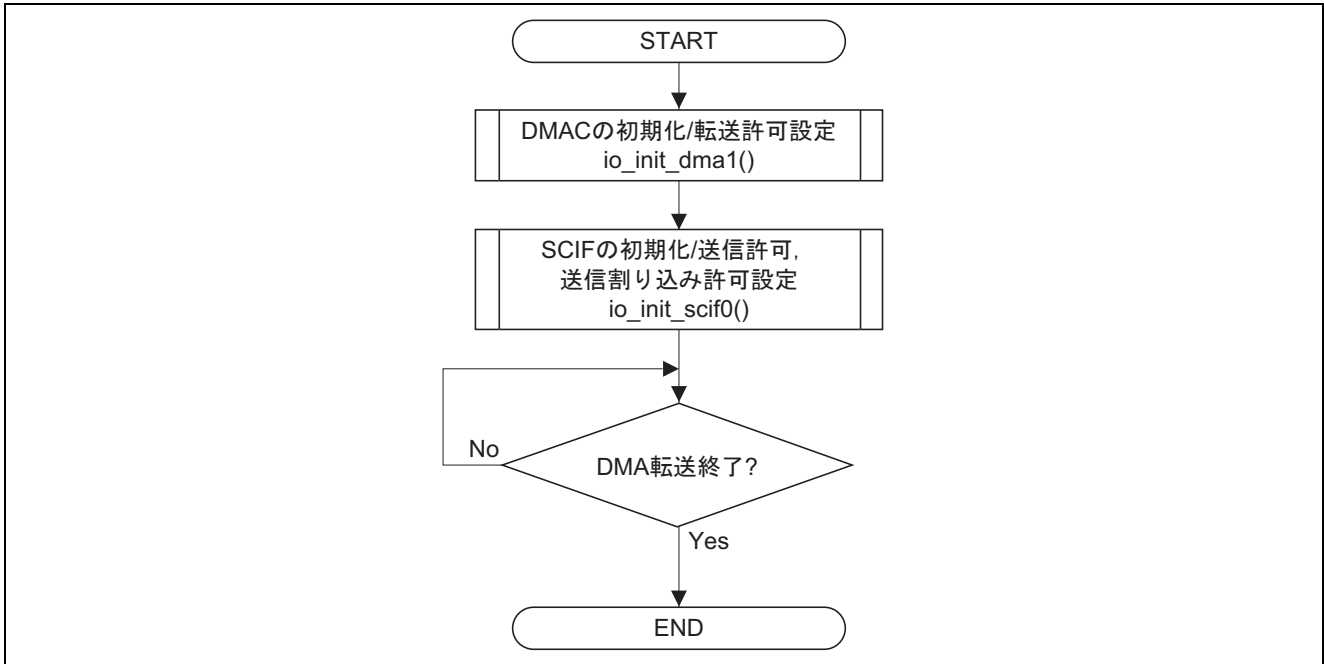 START
DMACの初期化/転送許可設定
io_init_dma1()
SCIFの初期化/送信許可,
送信割り込み許可設定
io_init_scif0()
No
DMA転送終了?
Yes
END